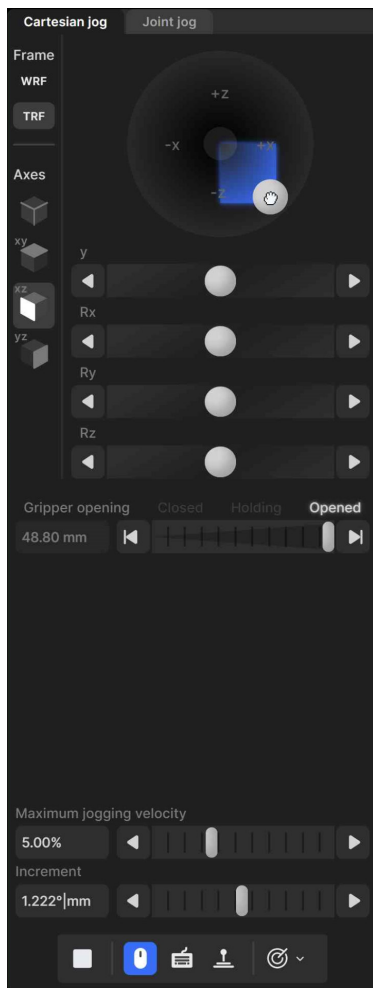 Cartesian jog Joint jog
Frame
WRF
TRF
Axes
xy
xz
yz
+z
-x +x
-z
y
Rx
Ry
Rz
Gripper opening Closed Holding Opened
48.80 mm
Maximum jogging velocity
5.00%
Increment
1.222°|mm